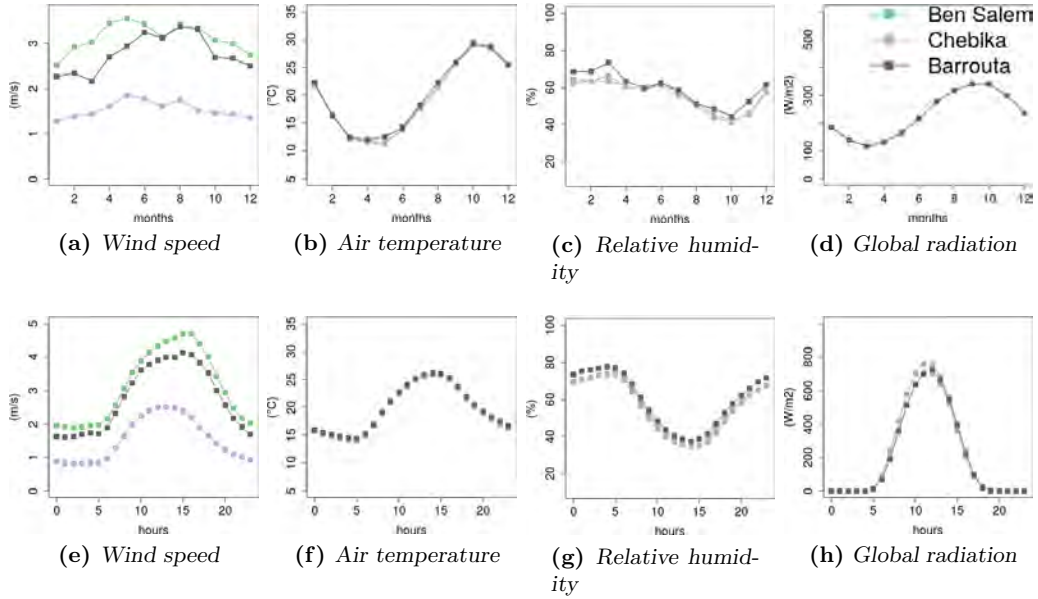 Ben Salem
Chebika
Barrouta
(m/s)
0 1 2 3
2 4 6 8 10 12
months
(°C)
5 10 15 20 25 30 35
2 4 6 8 10 12
months
(%)
20 40 60 80 100
0 2 4 6 8 10 12
months
(W/m2)
0 100 300 500
2 4 6 8 10 12
months
(a) Wind speed
(b) Air temperature
(c) Relative humid-
ity
(d) Global radiation
(m/s)
0 1 2 3 4 5
0 5 10 15 20
hours
(°C)
5 10 15 20 25 30 35
0 5 10 15 20
hours
(%)
20 40 60 80 100
0 5 10 15 20
hours
(W/m2)
0 200 400 600 800
0 5 10 15 20
hours
(e) Wind speed
(f) Air temperature
(g) Relative humid-
ity
(h) Global radiation